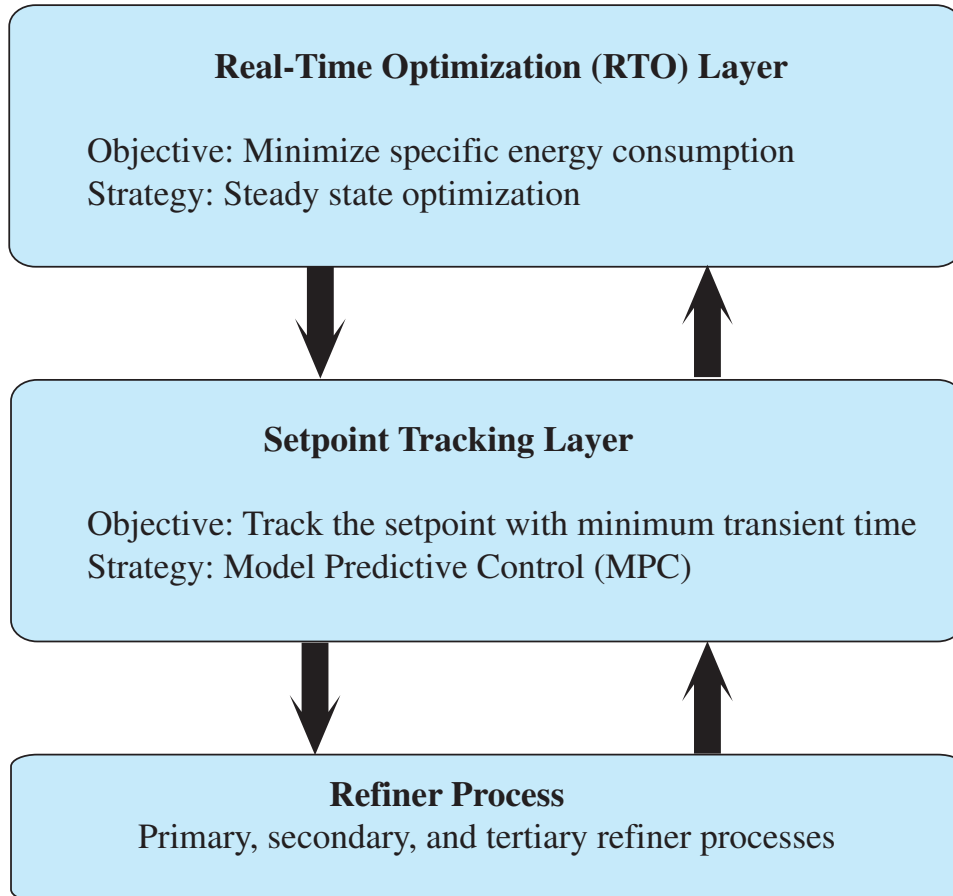 Real-Time Optimization (RTO) Layer
Objective: Minimize specific energy consumption
Strategy: Steady state optimization
Setpoint Tracking Layer
Objective: Track the setpoint with minimum transient time
Strategy: Model Predictive Control (MPC)
Refiner Process
Primary, secondary, and tertiary refiner processes